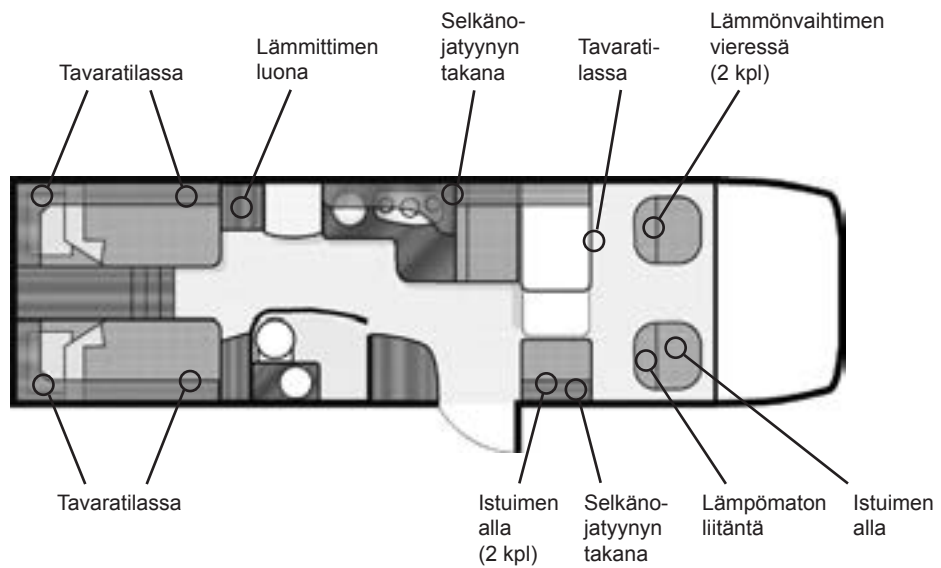 Tavaratilassa
Lämmittimen
luona
Selkäno-
jatyynyn
takana
Tavarati-
lassa
Lämmönvaihtimen
vieressä
(2 kpl)
Tavaratilassa
Istuimen
alla
(2 kpl)
Selkäno-
jatyynyn
takana
Lämpömaton
liitäntä
Istuimen
alla